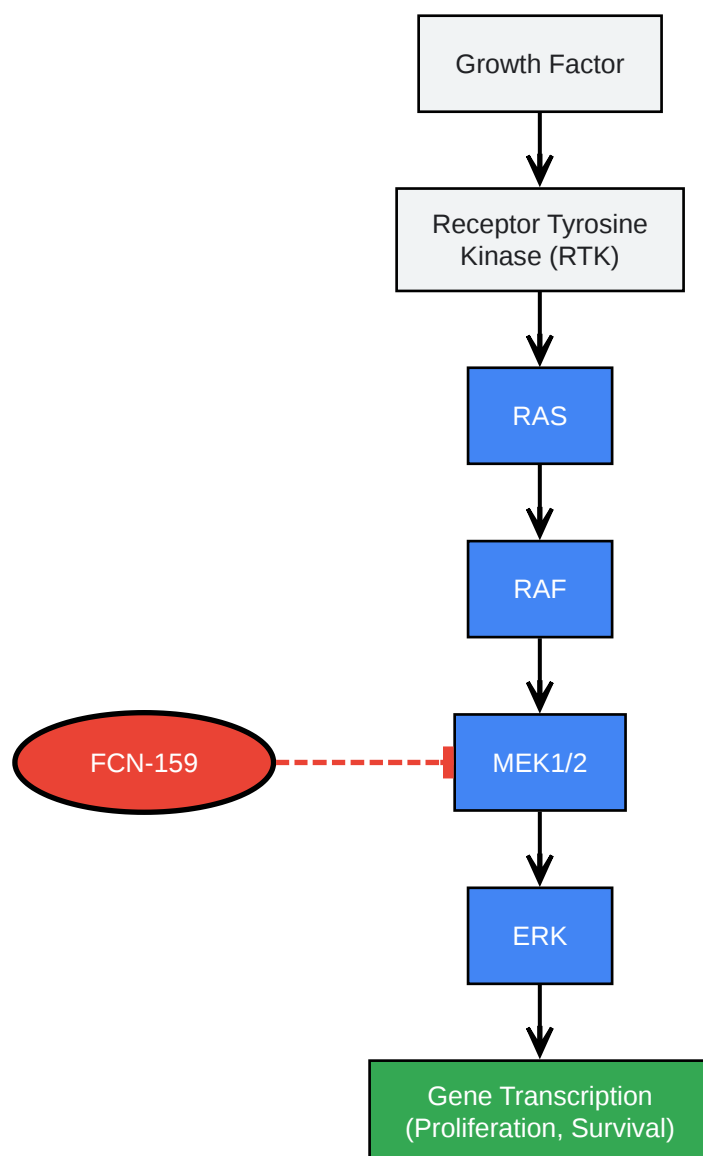 Growth Factor
Receptor Tyrosine
Kinase (RTK)
RAS
RAF
FCN-159
MEK1/2
ERK
Gene Transcription
(Proliferation, Survival)